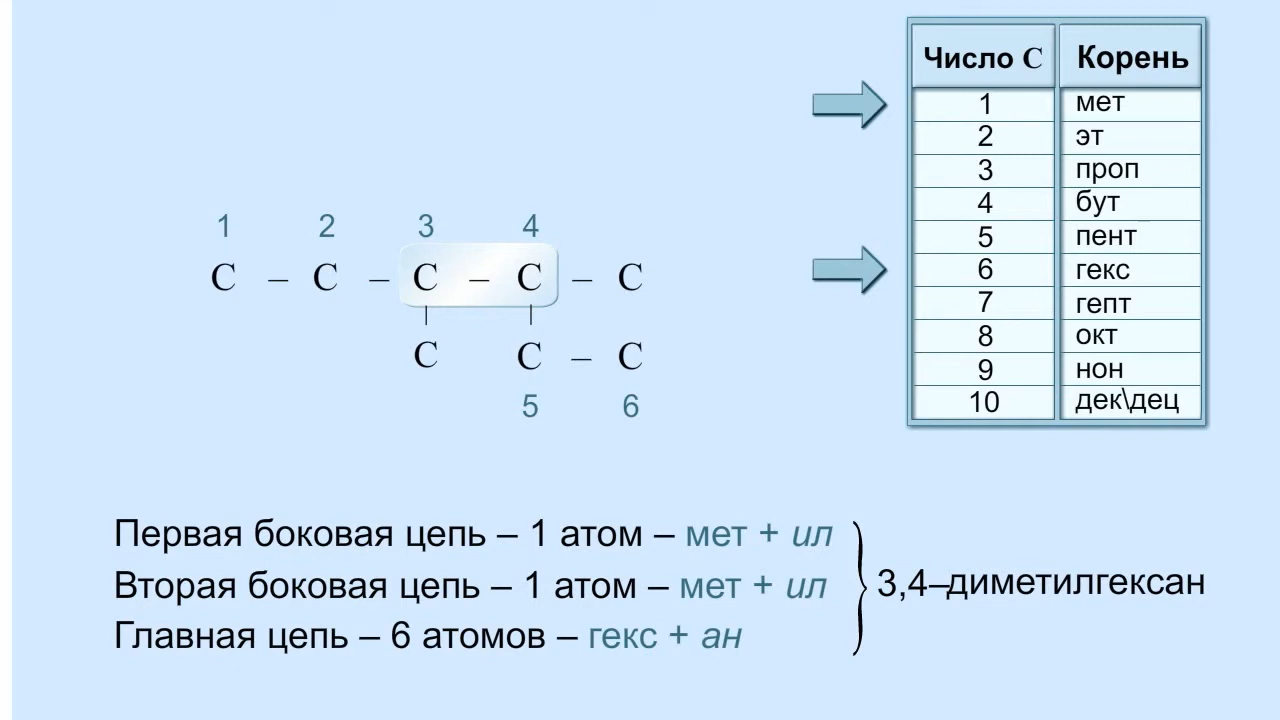 Число C Корень
1 мет
2 эт
3 проп
4 бут
5 пент
6 гекс
7 гепт
8 окт
9 нон
10 дек\дец
1 2 3 4
C – C – C – C – C
| |
C C – C
5 6
Первая боковая цепь – 1 атом – мет + ил
Вторая боковая цепь – 1 атом – мет + ил
Главная цепь – 6 атомов – гекс + ан
3,4–диметилгексан